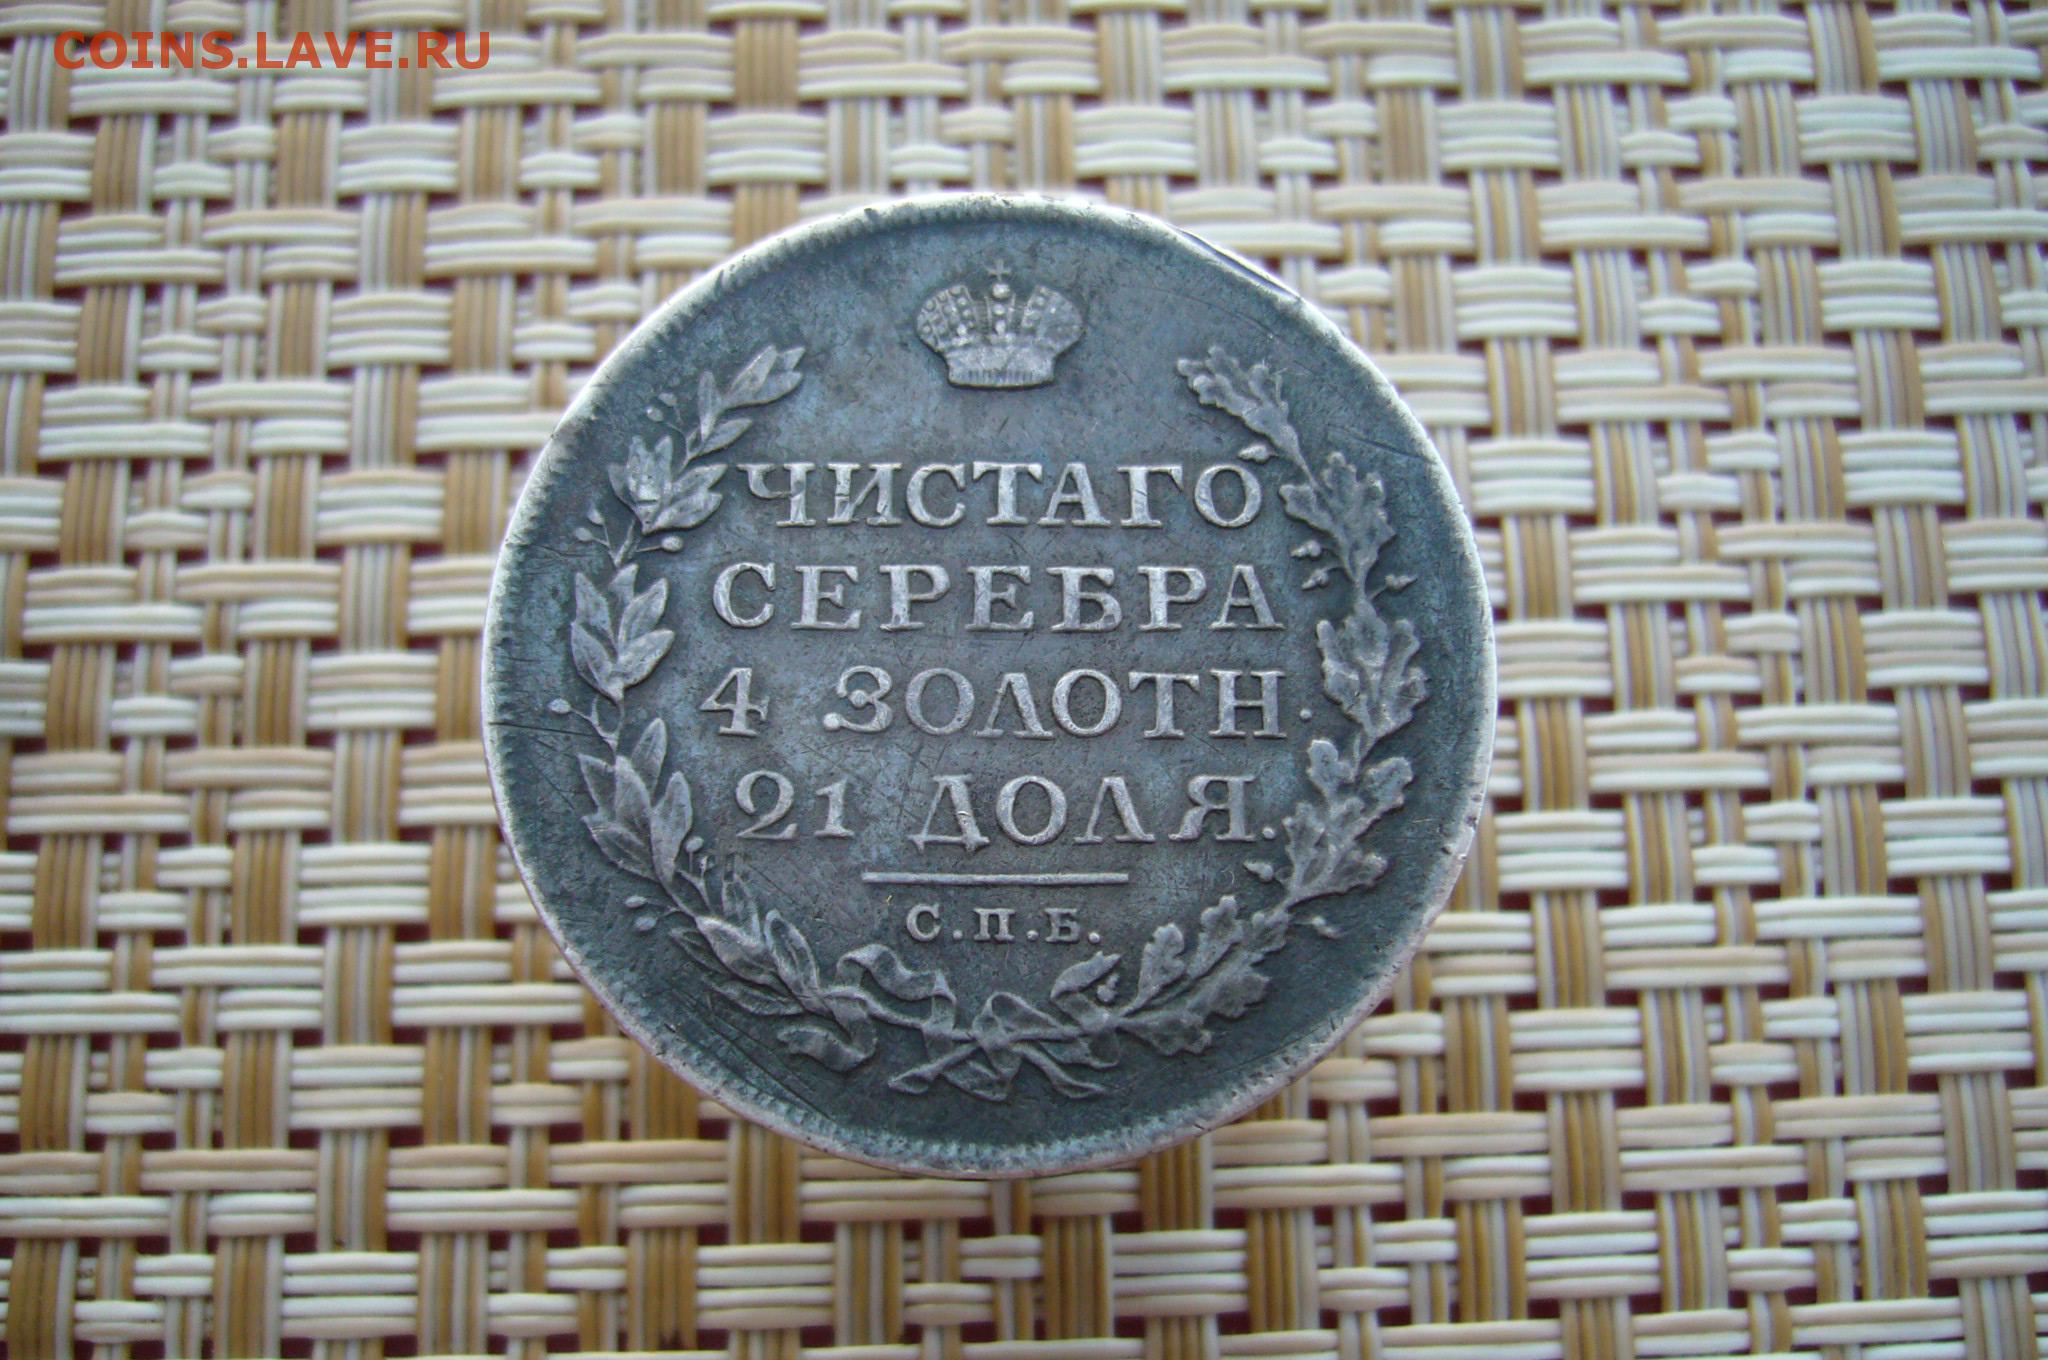 COINS.LAVE.RU
ЧИСТАГО
СЕРЕБРА
4 ЗОЛОТН.
21 ДОЛЯ.
С.П.Б.